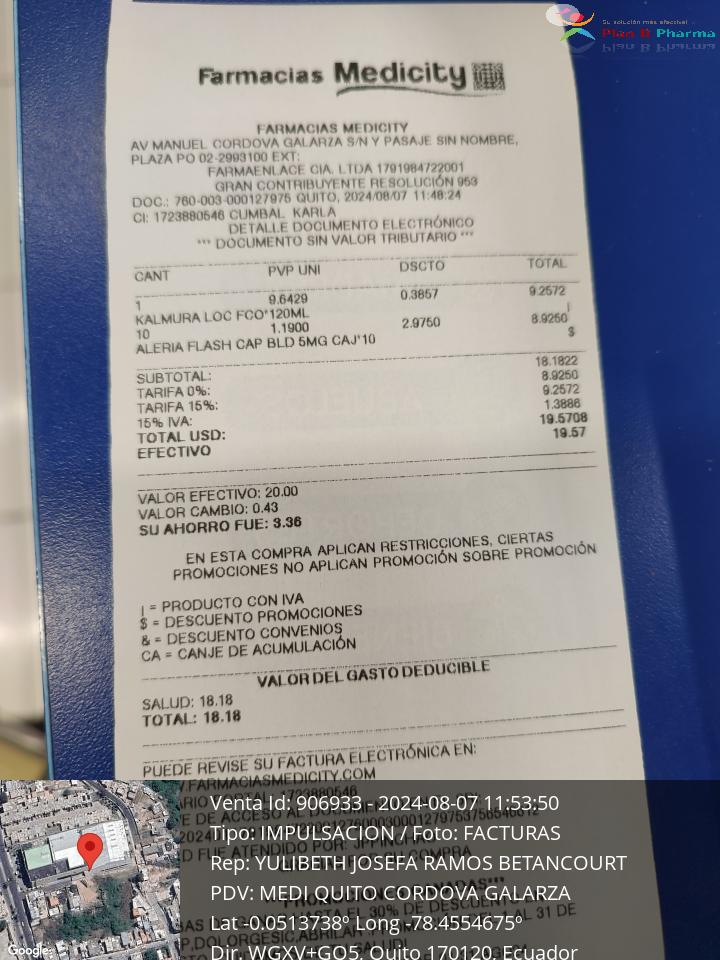 Su solución más efectiva!
Plan B Pharma
Farmacias Medicity
FARMACIAS MEDICITY
AV MANUEL CORDOVA GALARZA S/N Y PASAJE SIN NOMBRE,
PLAZA PO 02-2993100 EXT:
FARMAENLACE CIA. LTDA 1791984722001
GRAN CONTRIBUYENTE RESOLUCIÓN 953
DOC.: 760-003-000127975 QUITO, 2024/08/07 11:48:24
CI: 1723880546 CUMBAL KARLA
DETALLE DOCUMENTO ELECTRÓNICO
*** DOCUMENTO SIN VALOR TRIBUTARIO ***
CANT PVP UNI DSCTO TOTAL
1 9.6429 0.3857 9.2572
KALMURA LOC FCO*120ML |
10 1.1900 2.9750 8.9250
ALERIA FLASH CAP BLD 5MG CAJ*10 $
SUBTOTAL: 18.1822
TARIFA 0%: 8.9250
TARIFA 15%: 9.2572
15% IVA: 1.3886
TOTAL USD: 19.5708
EFECTIVO 19.57
VALOR EFECTIVO: 20.00
VALOR CAMBIO: 0.43
SU AHORRO FUE: 3.36
EN ESTA COMPRA APLICAN RESTRICCIONES, CIERTAS
PROMOCIONES NO APLICAN PROMOCIÓN SOBRE PROMOCIÓN
| = PRODUCTO CON IVA
$ = DESCUENTO PROMOCIONES
& = DESCUENTO CONVENIOS
CA = CANJE DE ACUMULACIÓN
VALOR DEL GASTO DEDUCIBLE
SALUD: 18.18
TOTAL: 18.18
PUEDE REVISE SU FACTURA ELECTRÓNICA EN:
.FARMACIASMEDICITY.COM
Venta Id: 906933 - 2024-08-07 11:53:50
Tipo: IMPULSACION / Foto: FACTURAS
Rep: YULIBETH JOSEFA RAMOS BETANCOURT
PDV: MEDI QUITO CORDOVA GALARZA
Lat -0.0513738° Long -78.4554675°
Dir. WGXV+GQ5, Quito 170120, Ecuador
Google